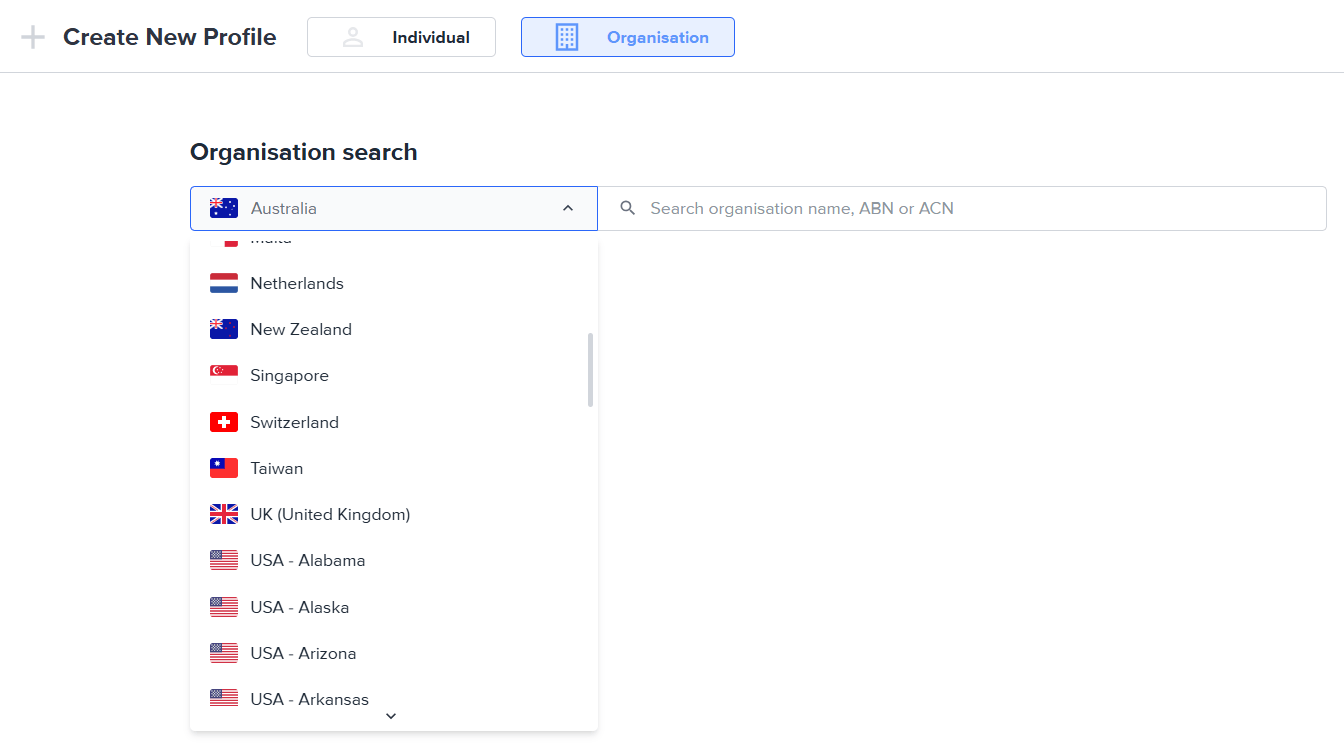 Create New Profile
Individual
Organisation
Organisation search
Australia
Search organisation name, ABN or ACN
Malta
Netherlands
New Zealand
Singapore
Switzerland
Taiwan
UK (United Kingdom)
USA - Alabama
USA - Alaska
USA - Arizona
USA - Arkansas